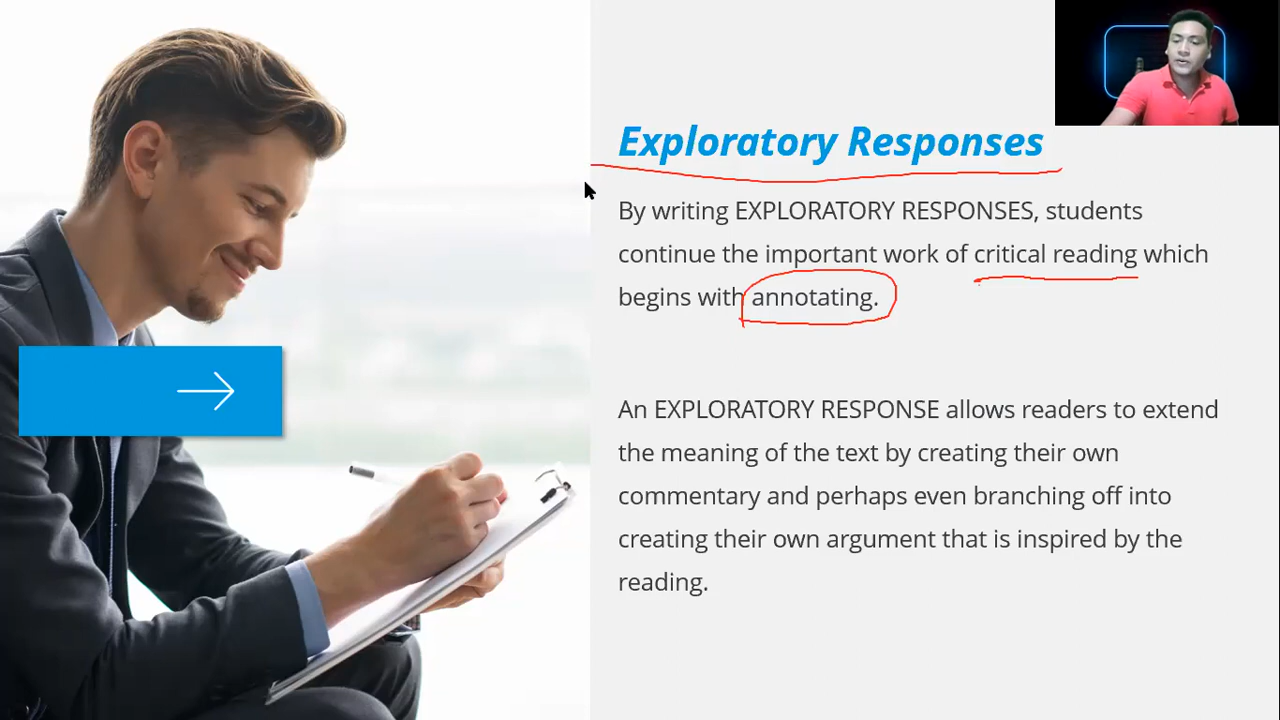 Exploratory Responses
By writing EXPLORATORY RESPONSES, students
continue the important work of critical reading which
begins with annotating.
An EXPLORATORY RESPONSE allows readers to extend
the meaning of the text by creating their own
commentary and perhaps even branching off into
creating their own argument that is inspired by the
reading.